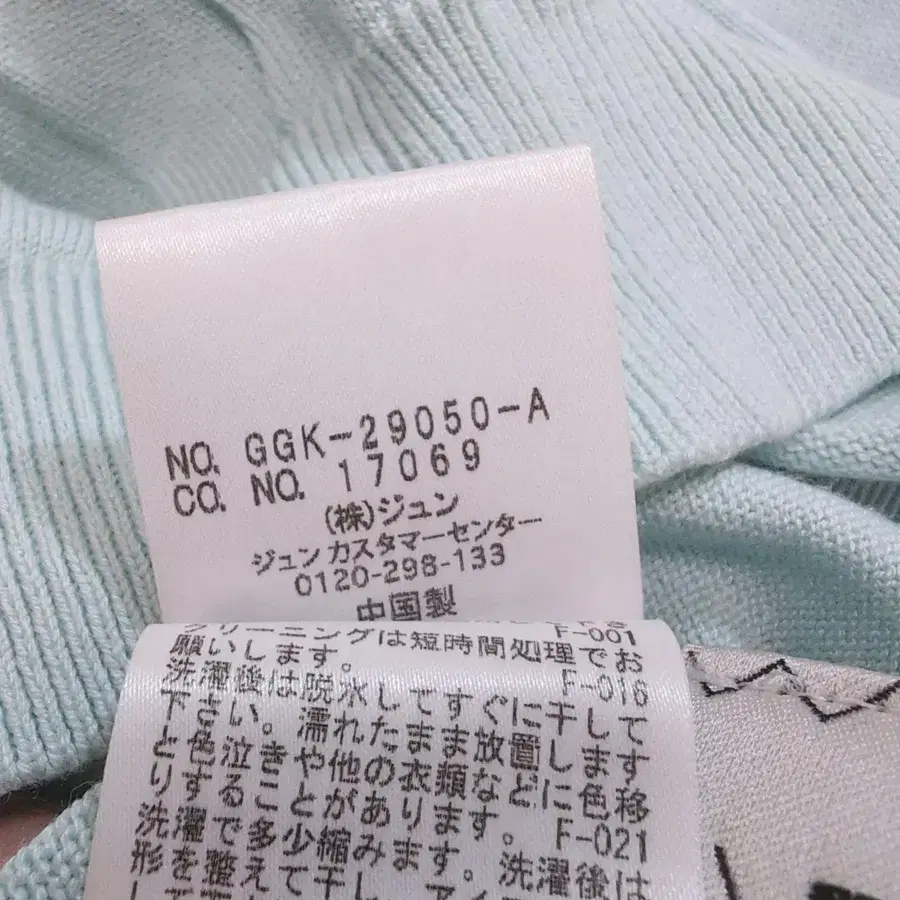 NO. GGK-29050-A
CO. NO. 17069
(株)ジュン
ジュン カスタマーセンター
0120-298-133
中国製
F-001
クリーニングは短時間処理でお
願いします。
F-016
洗濯後は脱水してすぐに干して
下さい。濡れたまま放置します
と色泣きや他の衣類などに色移
りすることがあります。
F-021
洗濯で多少縮みます。洗濯後は
形を整えて干し